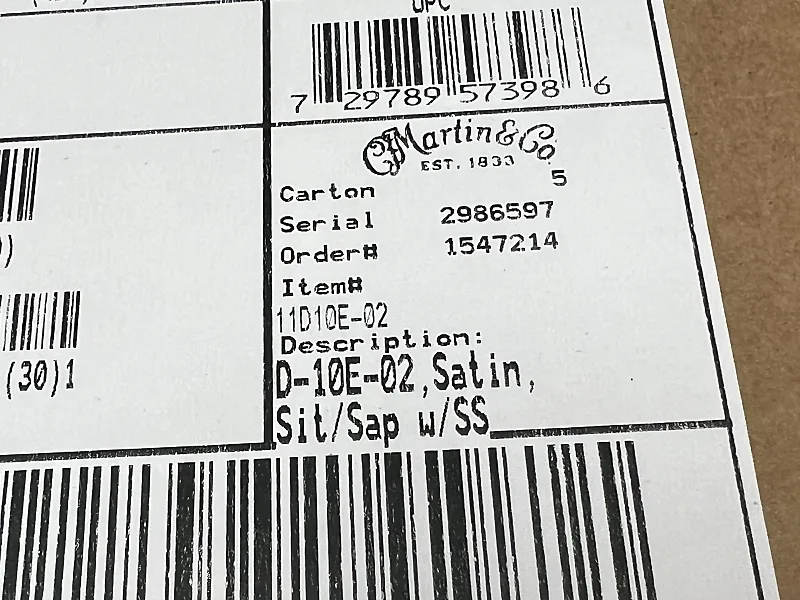 UPC
7 29789 57398 6
C.F. Martin & Co.
EST. 1833
Carton 5
Serial 2986597
Order# 1547214
Item#
11D10E-02
Description:
D-10E-02,Satin,
Sit/Sap w/SS
)
(30)1